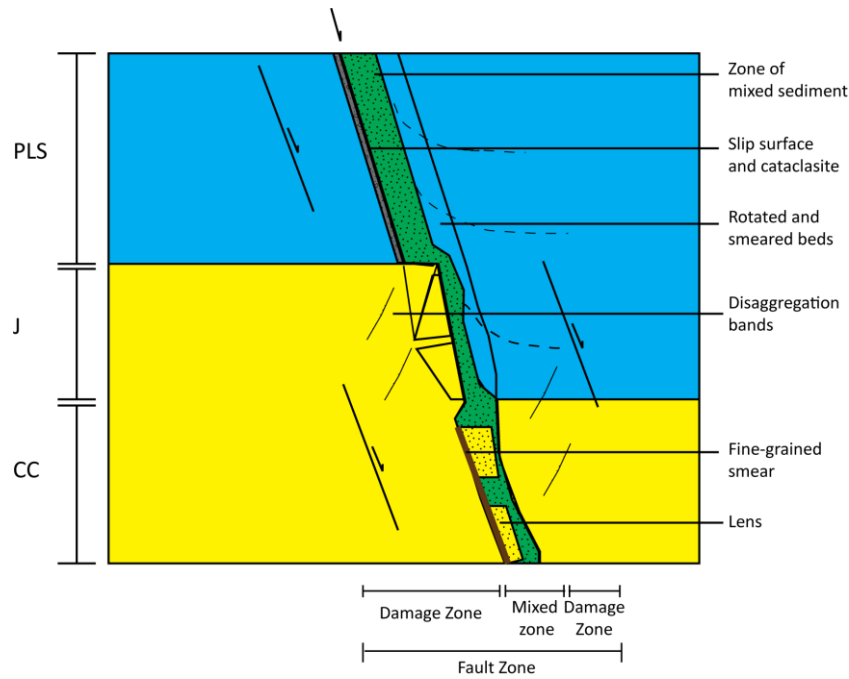 PLS
J
CC
Zone of
mixed sediment
Slip surface
and cataclasite
Rotated and
smeared beds
Disaggregation
bands
Fine-grained
smear
Lens
Damage Zone
Mixed
zone
Damage
Zone
Fault Zone